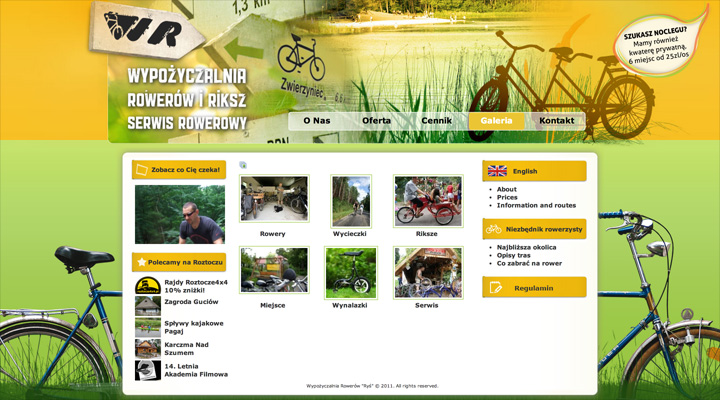 1,3 km
WYPOŻYCZALNIA
ROWERÓW I RIKSZ
SERWIS ROWEROWY
Zwierzyniec 6,6 km
SZUKASZ NOCLEGU?
Mamy również
kwaterę prywatną,
6 miejsc od 25zł/os
O Nas
Oferta
Cennik
Galeria
Kontakt
Zobacz co Cię czeka!
Polecamy na Roztoczu
Rajdy Roztocze4x4
10% zniżki!
Zagroda Guciów
Spływy kajakowe
Pagaj
Karczma Nad
Szumem
14. Letnia
Akademia Filmowa
Rowery
Wycieczki
Riksze
Miejsce
Wynalazki
Serwis
English
About
Prices
Information and routes
Niezbędnik rowerzysty
Najbliższa okolica
Opisy tras
Co zabrać na rower
Regulamin
Wypożyczalnia Rowerów "Ryś" © 2011. All rights reserved.